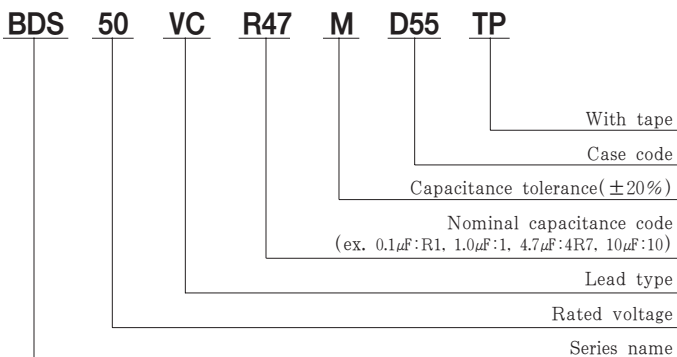 BDS 50 VC R47 M D55 TP
With tape
Case code
Capacitance tolerance(±20%)
Nominal capacitance code
(ex. 0.1μF:R1, 1.0μF:1, 4.7μF:4R7, 10μF:10)
Lead type
Rated voltage
Series name